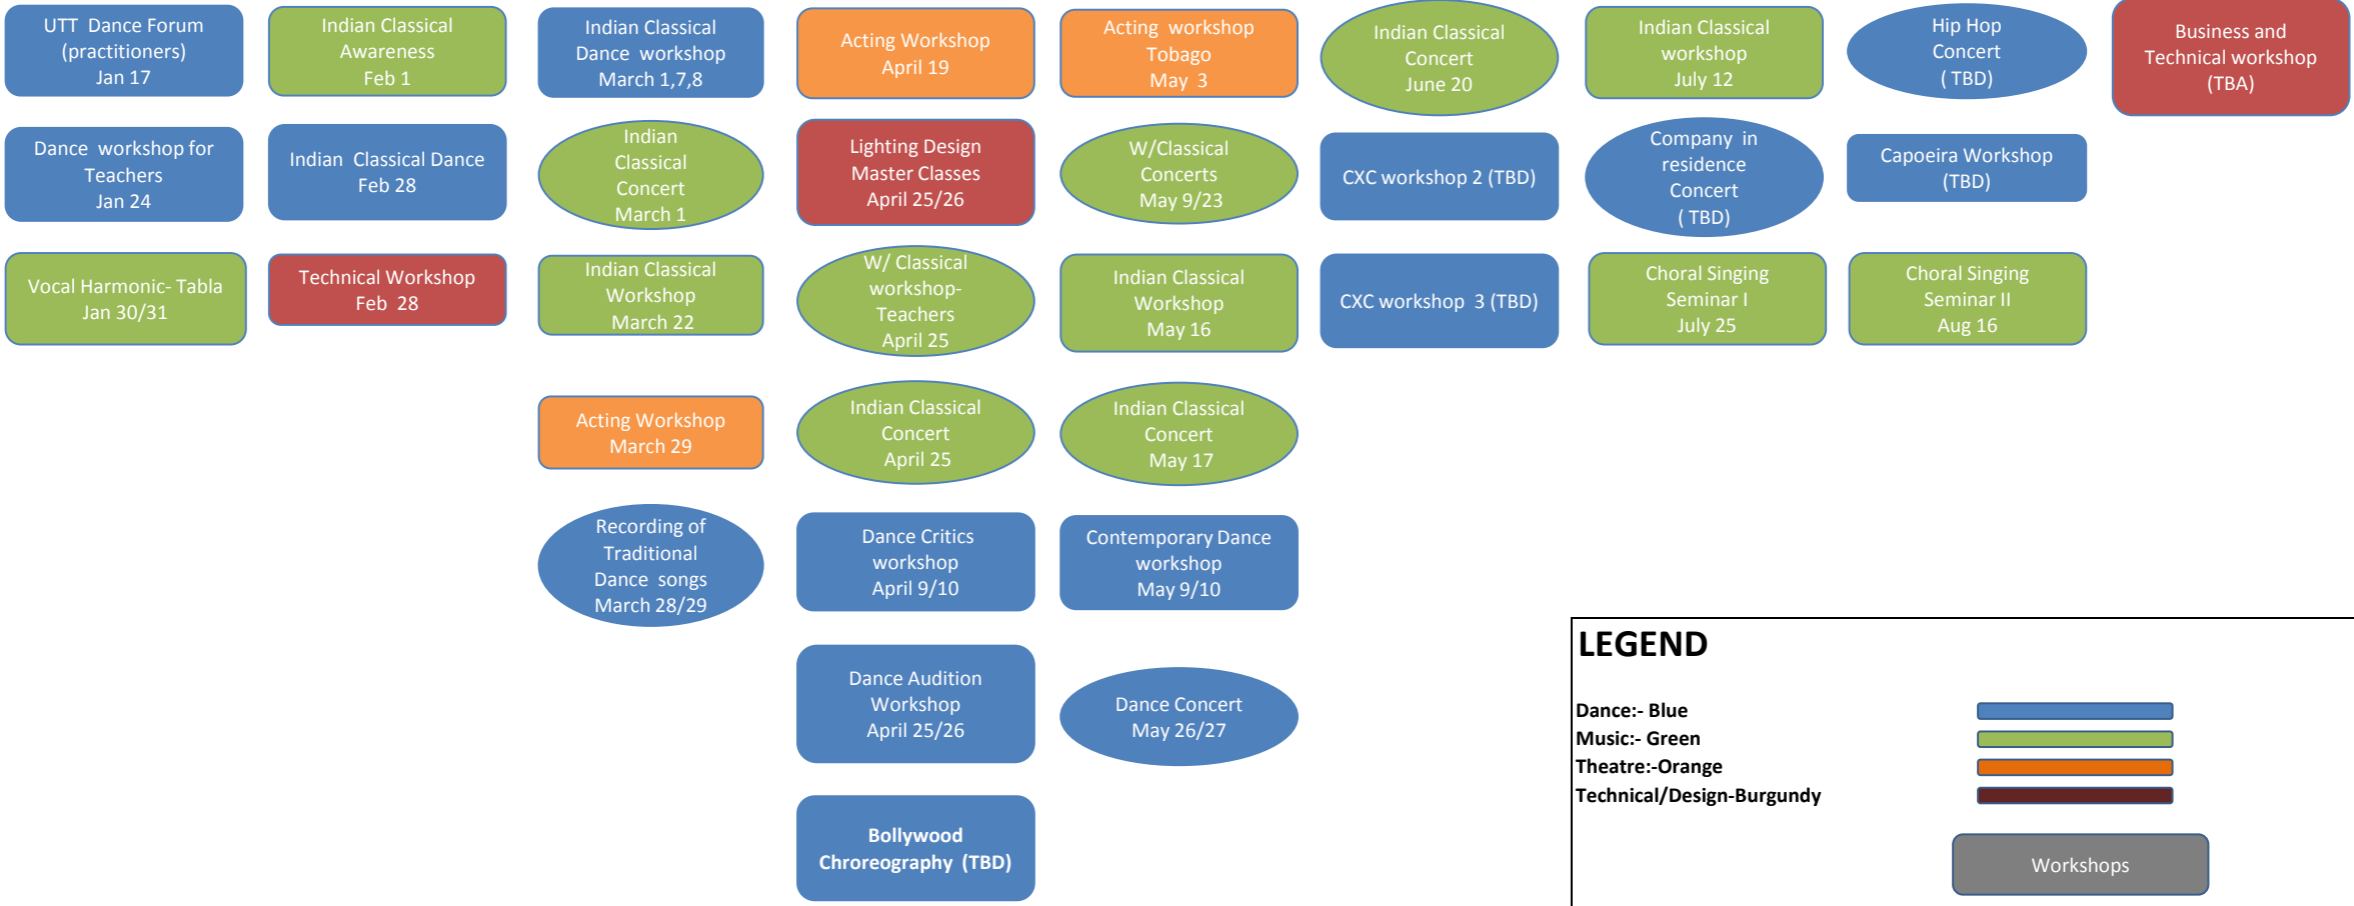 UTT Dance Forum
(practitioners)
Jan 17
Indian Classical
Awareness
Feb 1
Indian Classical
Dance workshop
March 1,7,8
Acting Workshop
April 19
Acting workshop
Tobago
May 3
Indian Classical
Concert
June 20
Indian Classical
workshop
July 12
Hip Hop
Concert
( TBD)
Business and
Technical workshop
(TBA)
Dance workshop for
Teachers
Jan 24
Indian Classical Dance
Feb 28
Indian
Classical
Concert
March 1
Lighting Design
Master Classes
April 25/26
W/Classical
Concerts
May 9/23
CXC workshop 2 (TBD)
Company in
residence
Concert
( TBD)
Capoeira Workshop
(TBD)
Vocal Harmonic- Tabla
Jan 30/31
Technical Workshop
Feb 28
Indian Classical
Workshop
March 22
W/ Classical
workshop-
Teachers
April 25
Indian Classical
Workshop
May 16
CXC workshop 3 (TBD)
Choral Singing
Seminar I
July 25
Choral Singing
Seminar II
Aug 16
Acting Workshop
March 29
Indian Classical
Concert
April 25
Indian Classical
Concert
May 17
Recording of
Traditional
Dance songs
March 28/29
Dance Critics
workshop
April 9/10
Contemporary Dance
workshop
May 9/10
Dance Audition
Workshop
April 25/26
Dance Concert
May 26/27
Bollywood
Chroreography (TBD)
LEGEND
Dance:- Blue
Music:- Green
Theatre:-Orange
Technical/Design-Burgundy
Workshops